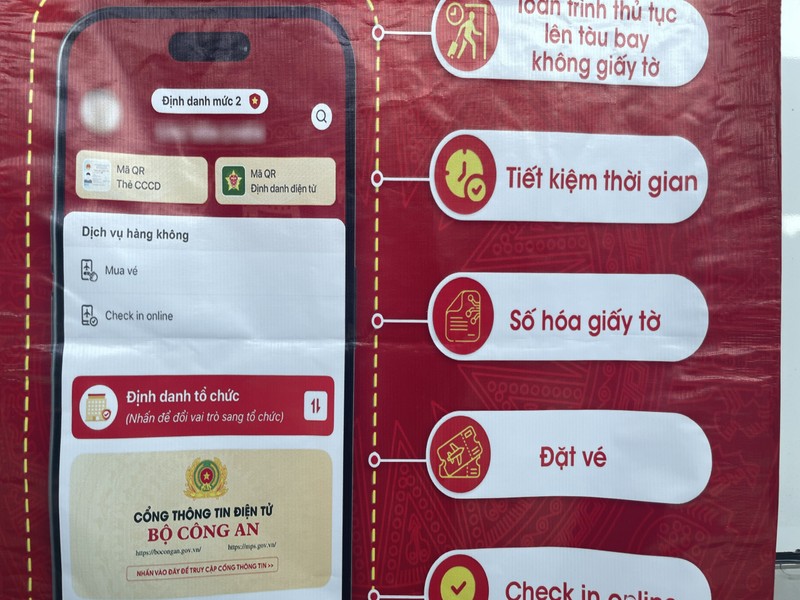 Định danh mức 2
Mã QR
Thẻ CCCD
Mã QR
Định danh điện tử
Dịch vụ hàng không
Mua vé
Check in online
Định danh tổ chức
(Nhấn để đổi vai trò sang tổ chức)
CỔNG THÔNG TIN ĐIỆN TỬ
BỘ CÔNG AN
https://bocongan.gov.vn/ https://mps.gov.vn/
NHẤN VÀO ĐÂY ĐỂ TRUY CẬP CỔNG THÔNG TIN >>
Toàn trình thủ tục
lên tàu bay
không giấy tờ
Tiết kiệm thời gian
Số hóa giấy tờ
Đặt vé
Check in online